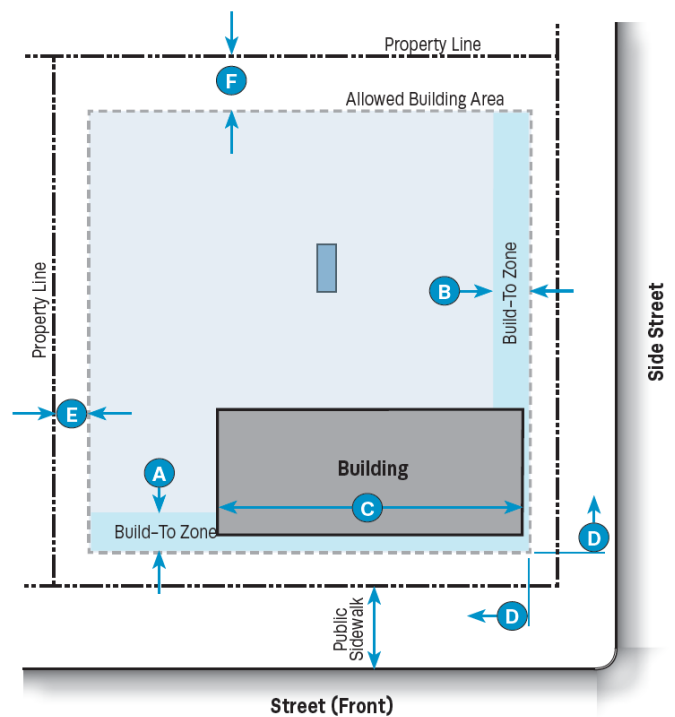 Property Line
F
Allowed Building Area
Build-To Zone
B
Property Line
Side Street
E
Building
A
C
Build-To Zone
D
D
Public
Sidewalk
Street (Front)